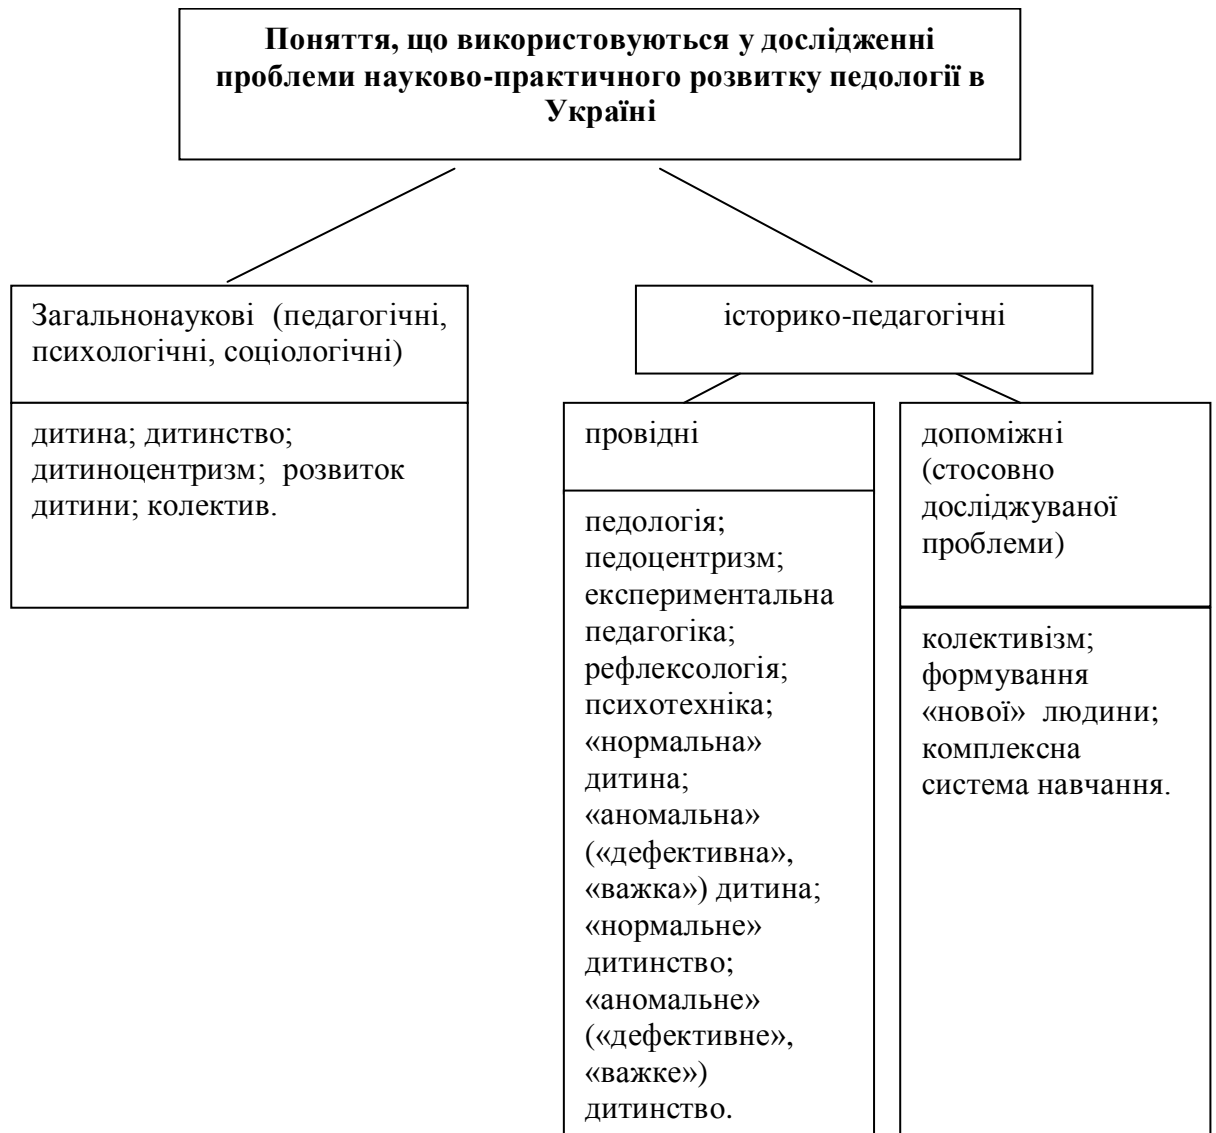 Поняття, що використовуються у дослідженні
проблеми науково-практичного розвитку педології в
Україні
Загальнонаукові (педагогічні,
психологічні, соціологічні)
дитина; дитинство;
дитиноцентризм; розвиток
дитини; колектив.
історико-педагогічні
провідні
педологія;
педоцентризм;
експериментальна
педагогіка;
рефлексологія;
психотехніка;
«нормальна»
дитина;
«аномальна»
(«дефективна»,
«важка») дитина;
«нормальне»
дитинство;
«аномальне»
(«дефективне»,
«важке»)
дитинство.
допоміжні
(стосовно
досліджуваної
проблеми)
колективізм;
формування
«нової» людини;
комплексна
система навчання.